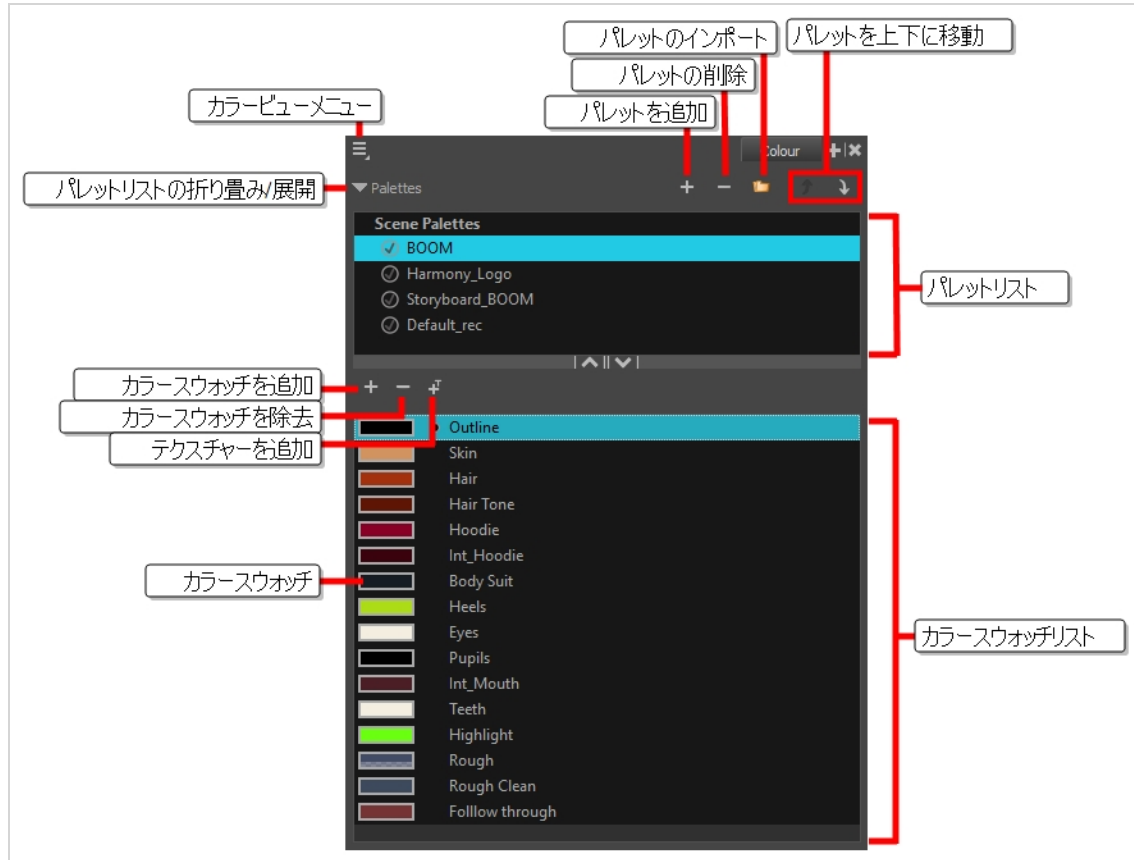 パレットのインポート
パレットを上下に移動
パレットの削除
カラービューメニュー
パレットを追加
Colour
パレットリストの折り畳み/展開
Palettes
Scene Palettes
BOOM
Harmony_Logo
Storyboard_BOOM
Default_rec
パレットリスト
カラースウォッチを追加
カラースウォッチを除去
テクスチャーを追加
Outline
Skin
Hair
Hair Tone
Hoodie
Int_Hoodie
カラースウォッチ
Body Suit
Heels
Eyes
カラースウォッチリスト
Pupils
Int_Mouth
Teeth
Highlight
Rough
Rough Clean
Folllow through